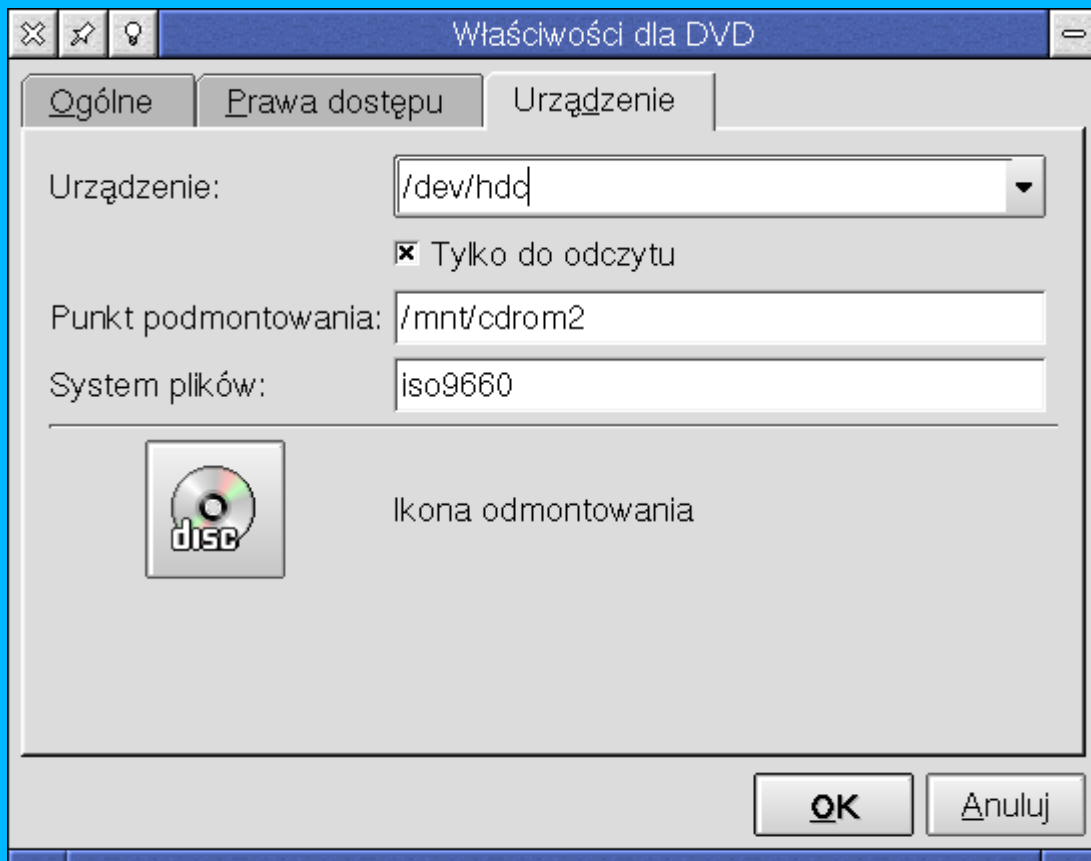 Właściwości dla DVD
Ogólne Prawa dostępu Urządzenie
Urządzenie: /dev/hdc
Tylko do odczytu
Punkt podmontowania: /mnt/cdrom2
System plików: iso9660
disc
Ikona odmontowania
OK Anuluj